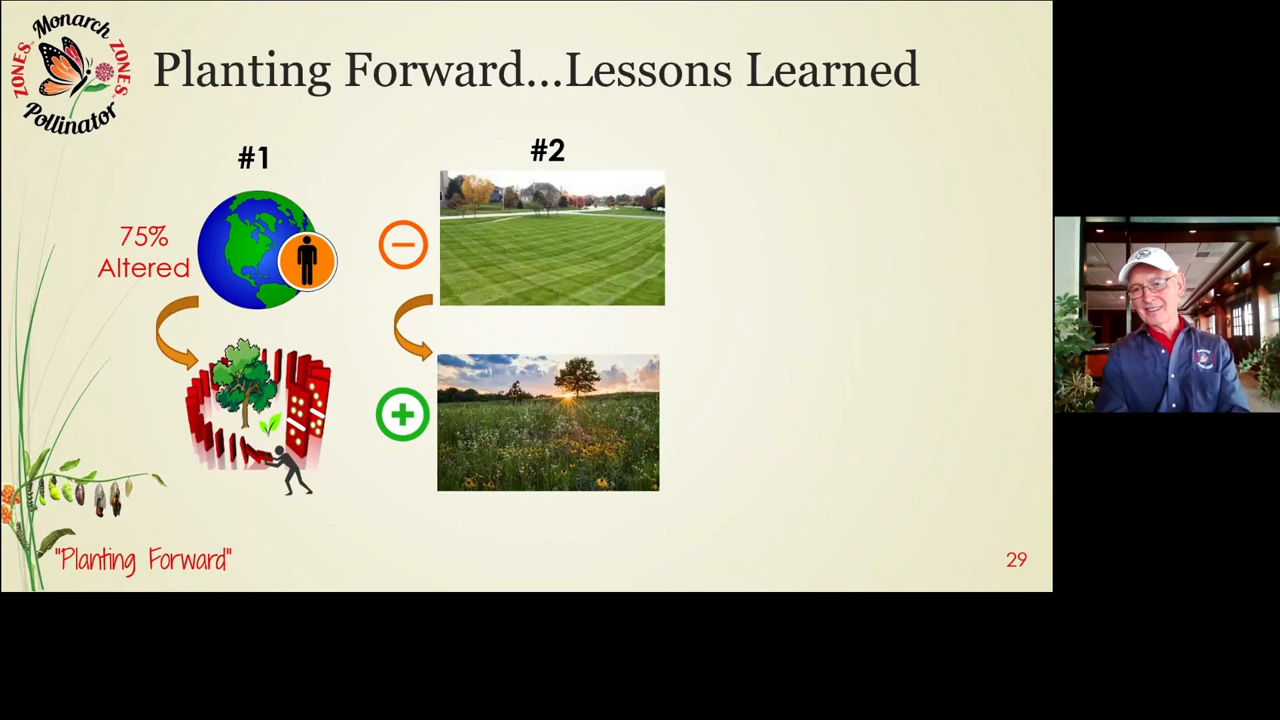 Monarch
ZONES
ZONES
Pollinator
Planting Forward...Lessons Learned
#1
#2
75%
Altered
"Planting Forward"
29